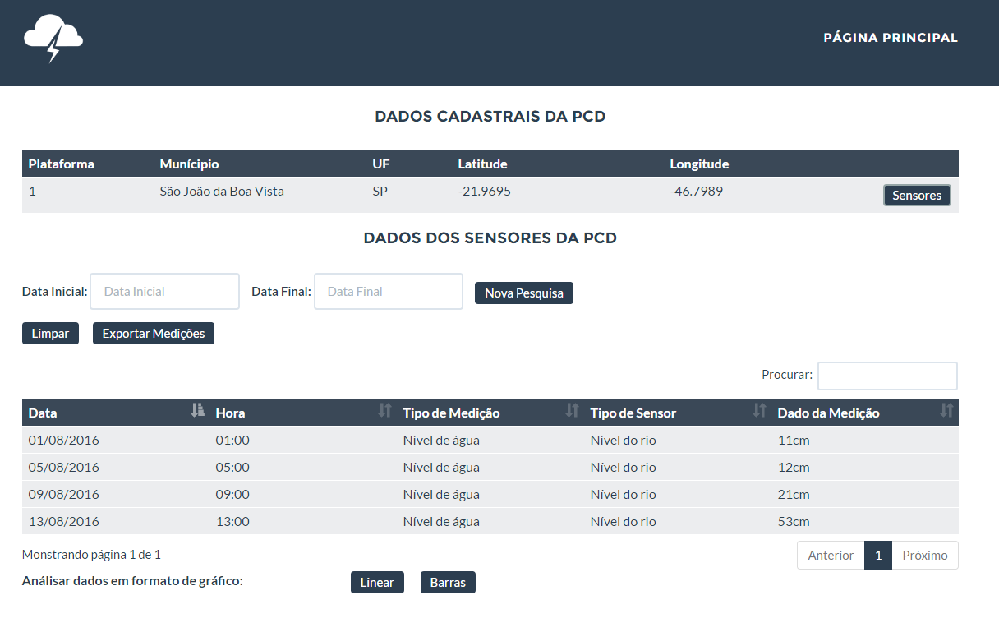 PÁGINA PRINCIPAL
DADOS CADASTRAIS DA PCD
Plataforma Munícipio UF Latitude Longitude
1 São João da Boa Vista SP -21.9695 -46.7989 Sensores
DADOS DOS SENSORES DA PCD
Data Inicial: Data Inicial Data Final: Data Final Nova Pesquisa
Limpar Exportar Medições
Procurar:
Data Hora Tipo de Medição Tipo de Sensor Dado da Medição
01/08/2016 01:00 Nível de água Nível do rio 11cm
05/08/2016 05:00 Nível de água Nível do rio 12cm
09/08/2016 09:00 Nível de água Nível do rio 21cm
13/08/2016 13:00 Nível de água Nível do rio 53cm
Monstrando página 1 de 1 Anterior 1 Próximo
Análisar dados em formato de gráfico: Linear Barras